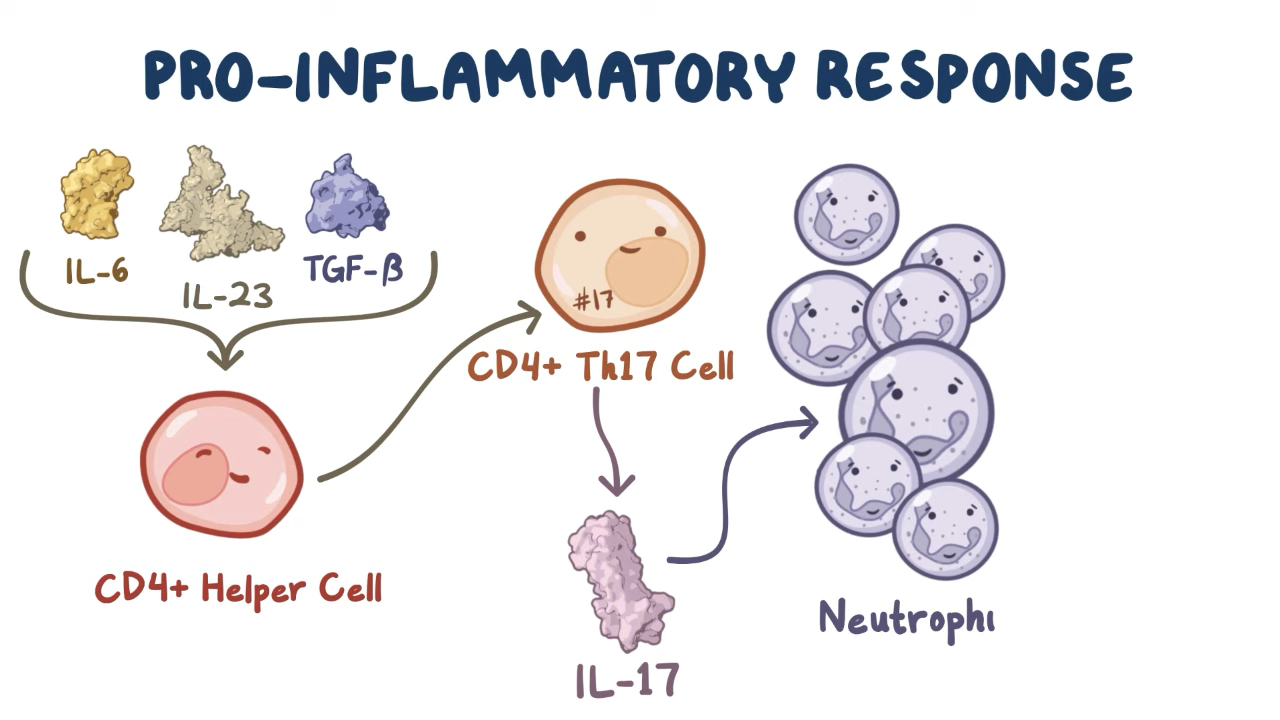 PRO-INFLAMMATORY RESPONSE
IL-6
IL-23
TGF-β
#17
CD4+ Th17 Cell
CD4+ Helper Cell
IL-17
Neutrophi